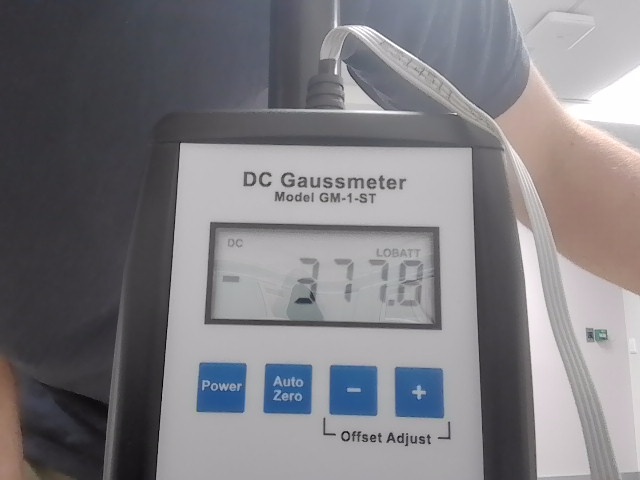 DC Gaussmeter
Model GM-1-ST
DC
LOBATT
- 377.8
Power
Auto
Zero
- +
Offset Adjust